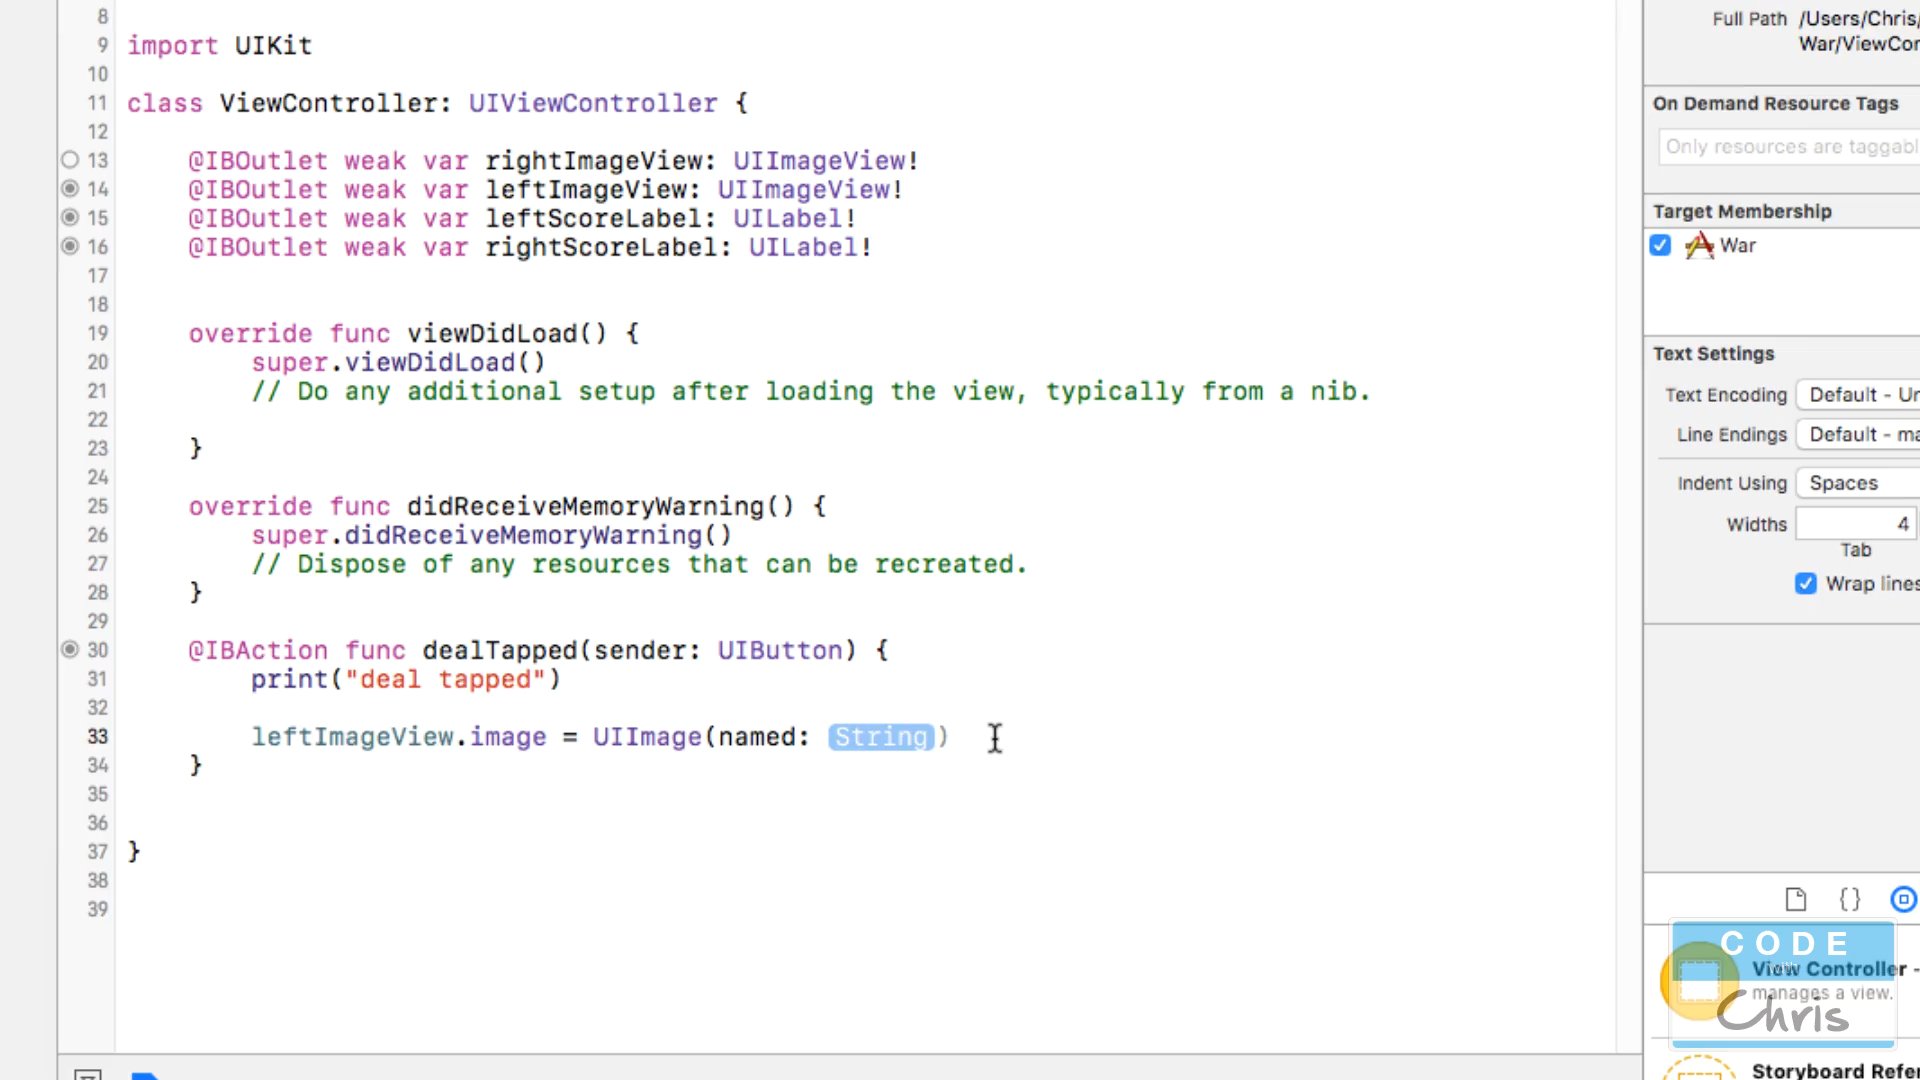 8
9 import UIKit
10
11 class ViewController: UIViewController {
12
13 @IBOutlet weak var rightImageView: UIImageView!
14 @IBOutlet weak var leftImageView: UIImageView!
15 @IBOutlet weak var leftScoreLabel: UILabel!
16 @IBOutlet weak var rightScoreLabel: UILabel!
17
18
19 override func viewDidLoad() {
20 super.viewDidLoad()
21 // Do any additional setup after loading the view, typically from a nib.
22
23 }
24
25 override func didReceiveMemoryWarning() {
26 super.didReceiveMemoryWarning()
27 // Dispose of any resources that can be recreated.
28 }
29
30 @IBAction func dealTapped(sender: UIButton) {
31 print("deal tapped")
32
33 leftImageView.image = UIImage(named: String)
34 }
35
36
37 }
38
39
Full Path /Users/Chris/
War/ViewCor
On Demand Resource Tags
Only resources are taggabl
Target Membership
War
Text Settings
Text Encoding Default - Un
Line Endings Default - ma
Indent Using Spaces
Widths 4
Tab
Wrap lines
{}
CODE
with
Chris
View Controller -
manages a view.
Storyboard Refer